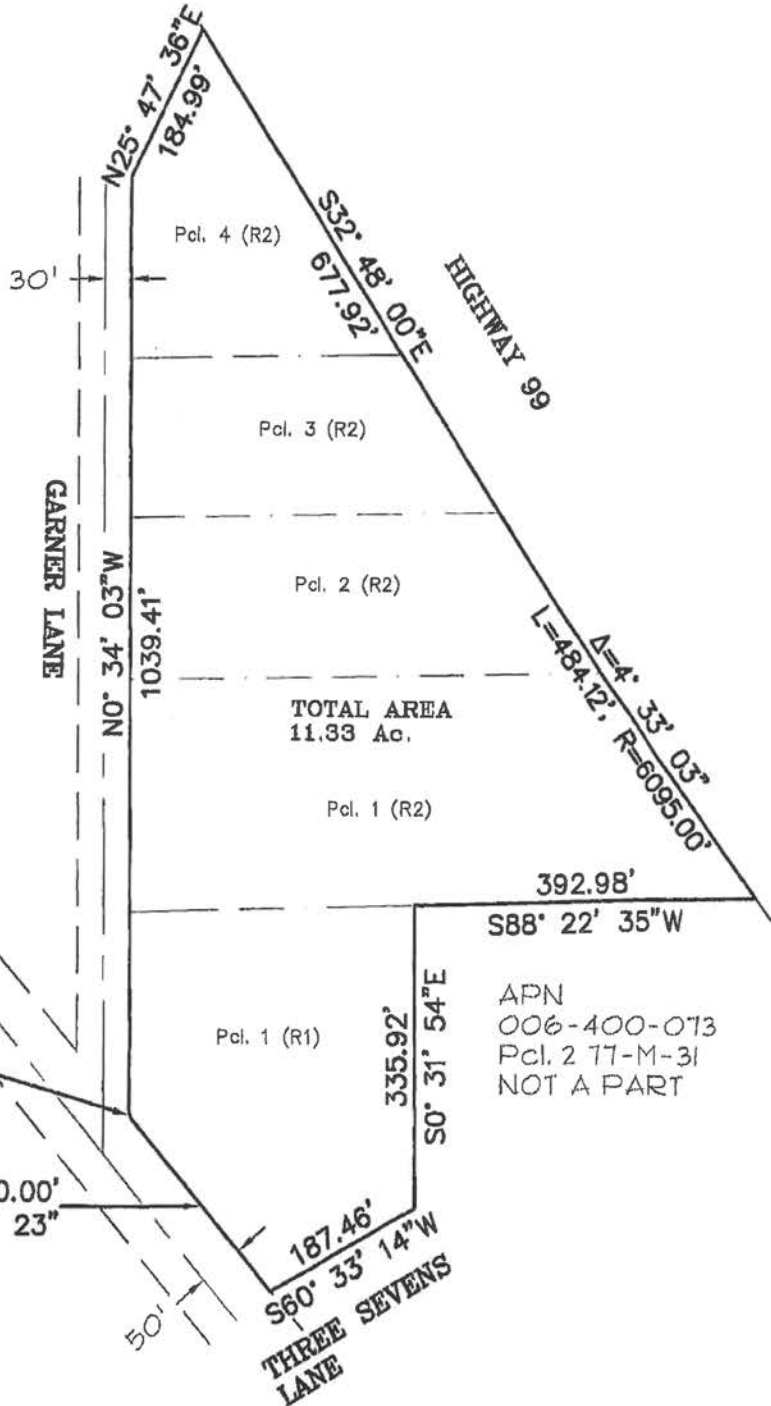 N25° 47' 36"E
184.99'
Pcl. 4 (R2)
S32° 48' 00"E
677.92'
30'
HIGHWAY 99
Pcl. 3 (R2)
GARNER LANE
N0° 34' 03"W
1039.41'
Pcl. 2 (R2)
Δ=4° 33' 03"
L=484.12', R=6095.00'
TOTAL AREA
11.33 Ac.
Pcl. 1 (R2)
392.98'
S88° 22' 35"W
Pcl. 1 (R1)
335.92'
S0° 31' 54"E
APN
006-400-073
Pcl. 2 77-M-31
NOT A PART
0.00'
23"
187.46'
S60° 33' 14"W
50'
THREE SEVENS
LANE